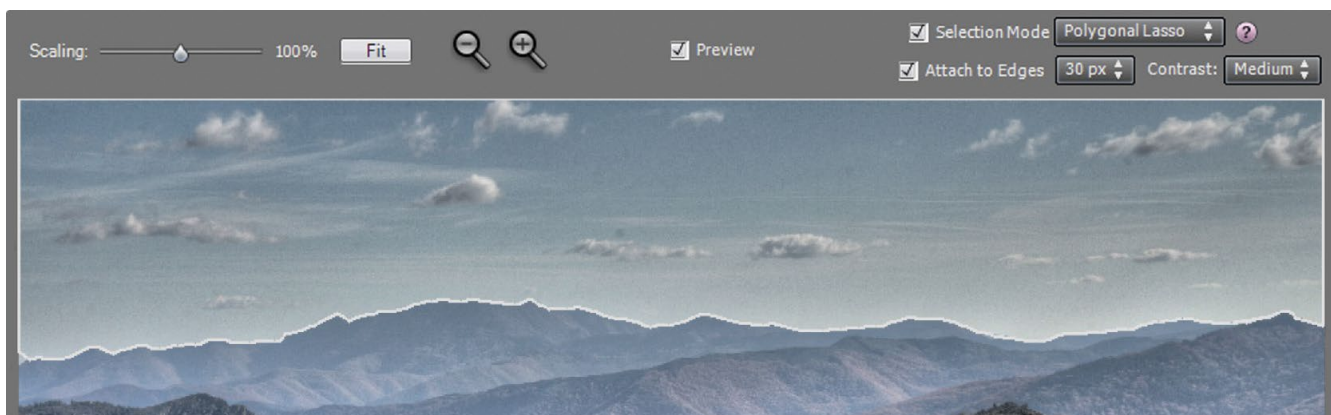 Scaling: 100% Fit Preview Selection Mode Polygonal Lasso ?
Attach to Edges 30 px Contrast: Medium